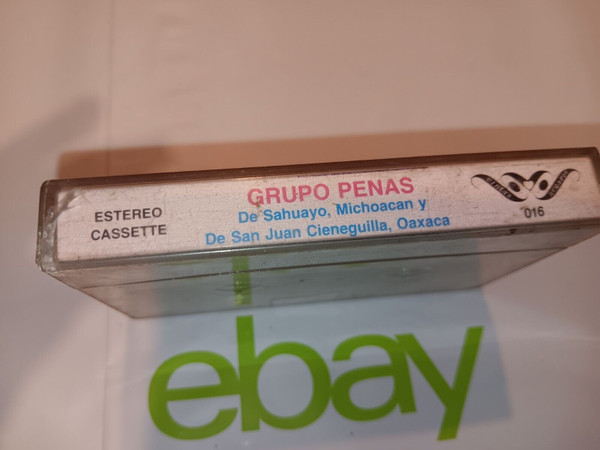 ESTEREO
CASSETTE
GRUPO PENAS
De Sahuayo, Michoacan y
De San Juan Cieneguilla, Oaxaca
016
ebay